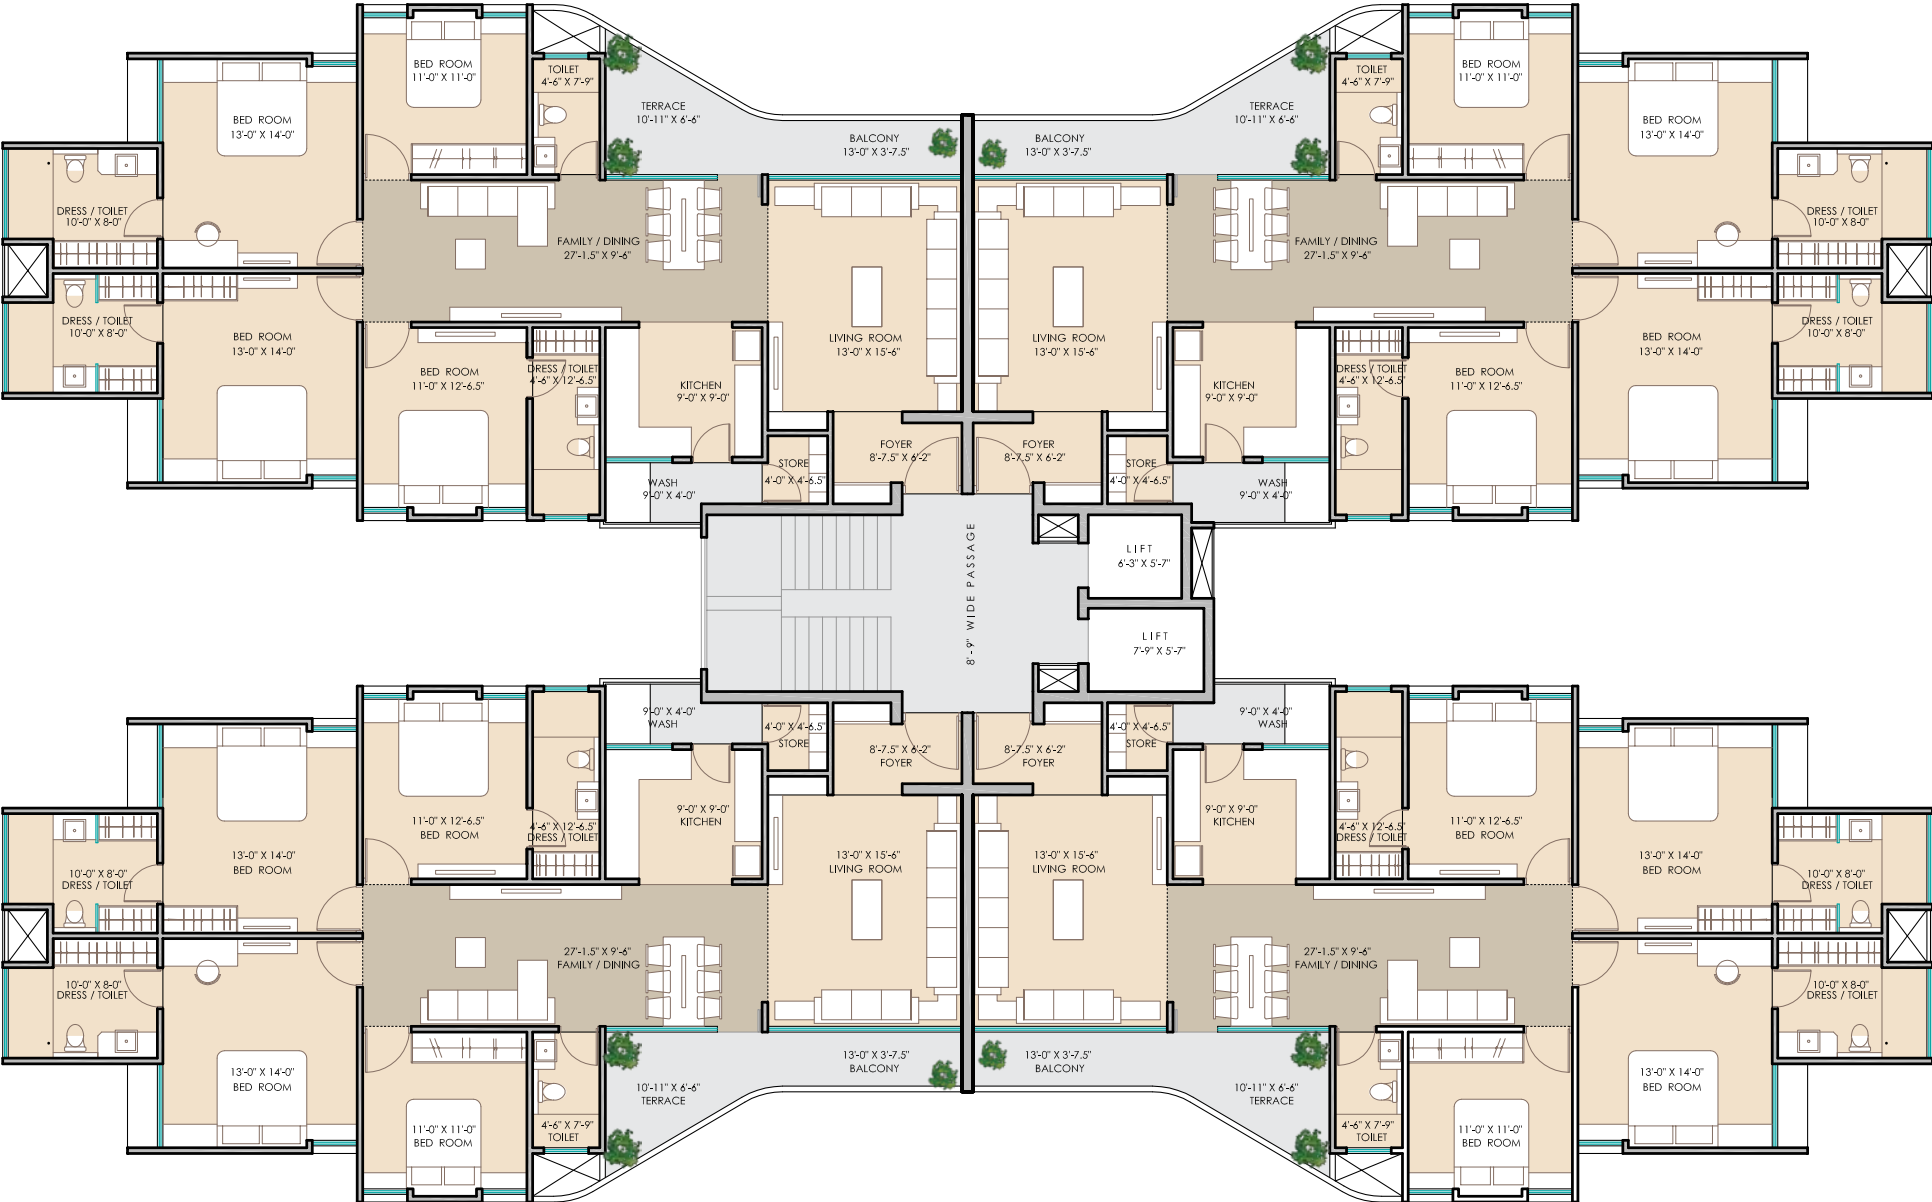 BED ROOM
11'-0" X 11'-0"
TOILET
4'-6" X 7'-9"
TERRACE
10'-11" X 6'-6"
BALCONY
13'-0" X 3'-7.5"
BED ROOM
13'-0" X 14'-0"
DRESS / TOILET
10'-0" X 8-0"
FAMILY / DINING
27'-1.5" X 9'-6"
DRESS / TOILET
10'-0" X 8'-0"
BED ROOM
13'-0" X 14'-0"
BED ROOM
11'-0" X 12'-6.5"
DRESS / TOILET
4'-6" X 12'-6.5"
KITCHEN
9'-0" X 9'-0"
LIVING ROOM
13'-0" X 15'-6"
FOYER
8'-7.5" X 6'-2"
STORE
4'-0" X 4'-6.5"
WASH
9'-0" X 4'-0"
BALCONY
13'-0" X 3'-7.5"
TERRACE
10'-11" X 6'-6"
TOILET
4'-6" X 7'-9"
BED ROOM
11'-0" X 11'-0"
BED ROOM
13'-0" X 14'-0"
DRESS / TOILET
10'-0" X 8-0"
FAMILY / DINING
27'-1.5" X 9'-6"
LIVING ROOM
13'-0" X 15'-6"
KITCHEN
9'-0" X 9'-0"
DRESS / TOILET
4'-6" X 12'-6.5"
BED ROOM
11'-0" X 12'-6.5"
BED ROOM
13'-0" X 14'-0"
DRESS / TOILET
10'-0" X 8'-0"
FOYER
8'-7.5" X 6'-2"
STORE
4'-0" X 4'-6.5"
WASH
9'-0" X 4'-0"
8'-9" WIDE PASSAGE
LIFT
6'-3" X 5'-7"
LIFT
7'-9" X 5'-7"
9'-0" X 4'-0"
WASH
4'-0" X 4'-6.5"
STORE
8'-7.5" X 6'-2"
FOYER
9'-0" X 9'-0"
KITCHEN
4'-6" X 12'-6.5"
DRESS / TOILET
11'-0" X 12'-6.5"
BED ROOM
13'-0" X 14'-0"
BED ROOM
10'-0" X 8'-0"
DRESS / TOILET
13'-0" X 15'-6"
LIVING ROOM
27'-1.5" X 9'-6"
FAMILY / DINING
10'-0" X 8-0"
DRESS / TOILET
13'-0" X 14'-0"
BED ROOM
11'-0" X 11'-0"
BED ROOM
4'-6" X 7'-9"
TOILET
10'-11" X 6'-6"
TERRACE
13'-0" X 3'-7.5"
BALCONY
8'-7.5" X 6'-2"
FOYER
4'-0" X 4'-6.5"
STORE
9'-0" X 4'-0"
WASH
9'-0" X 9'-0"
KITCHEN
4'-6" X 12'-6.5"
DRESS / TOILET
11'-0" X 12'-6.5"
BED ROOM
13'-0" X 14'-0"
BED ROOM
10'-0" X 8'-0"
DRESS / TOILET
13'-0" X 15'-6"
LIVING ROOM
27'-1.5" X 9'-6"
FAMILY / DINING
10'-0" X 8-0"
DRESS / TOILET
13'-0" X 14'-0"
BED ROOM
13'-0" X 3'-7.5"
BALCONY
10'-11" X 6'-6"
TERRACE
4'-6" X 7'-9"
TOILET
11'-0" X 11'-0"
BED ROOM